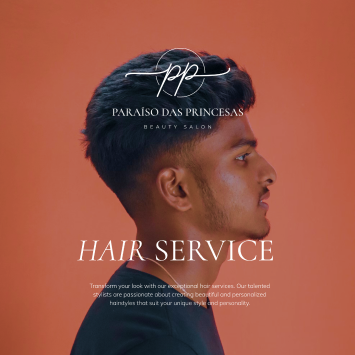 pp
PARAÍSO DAS PRINCESAS
BEAUTY SALON
HAIR SERVICE
Transform your look with our exceptional hair services. Our talented
stylists are passionate about creating beautiful and personalized
hairstyles that suit your unique style and personality.